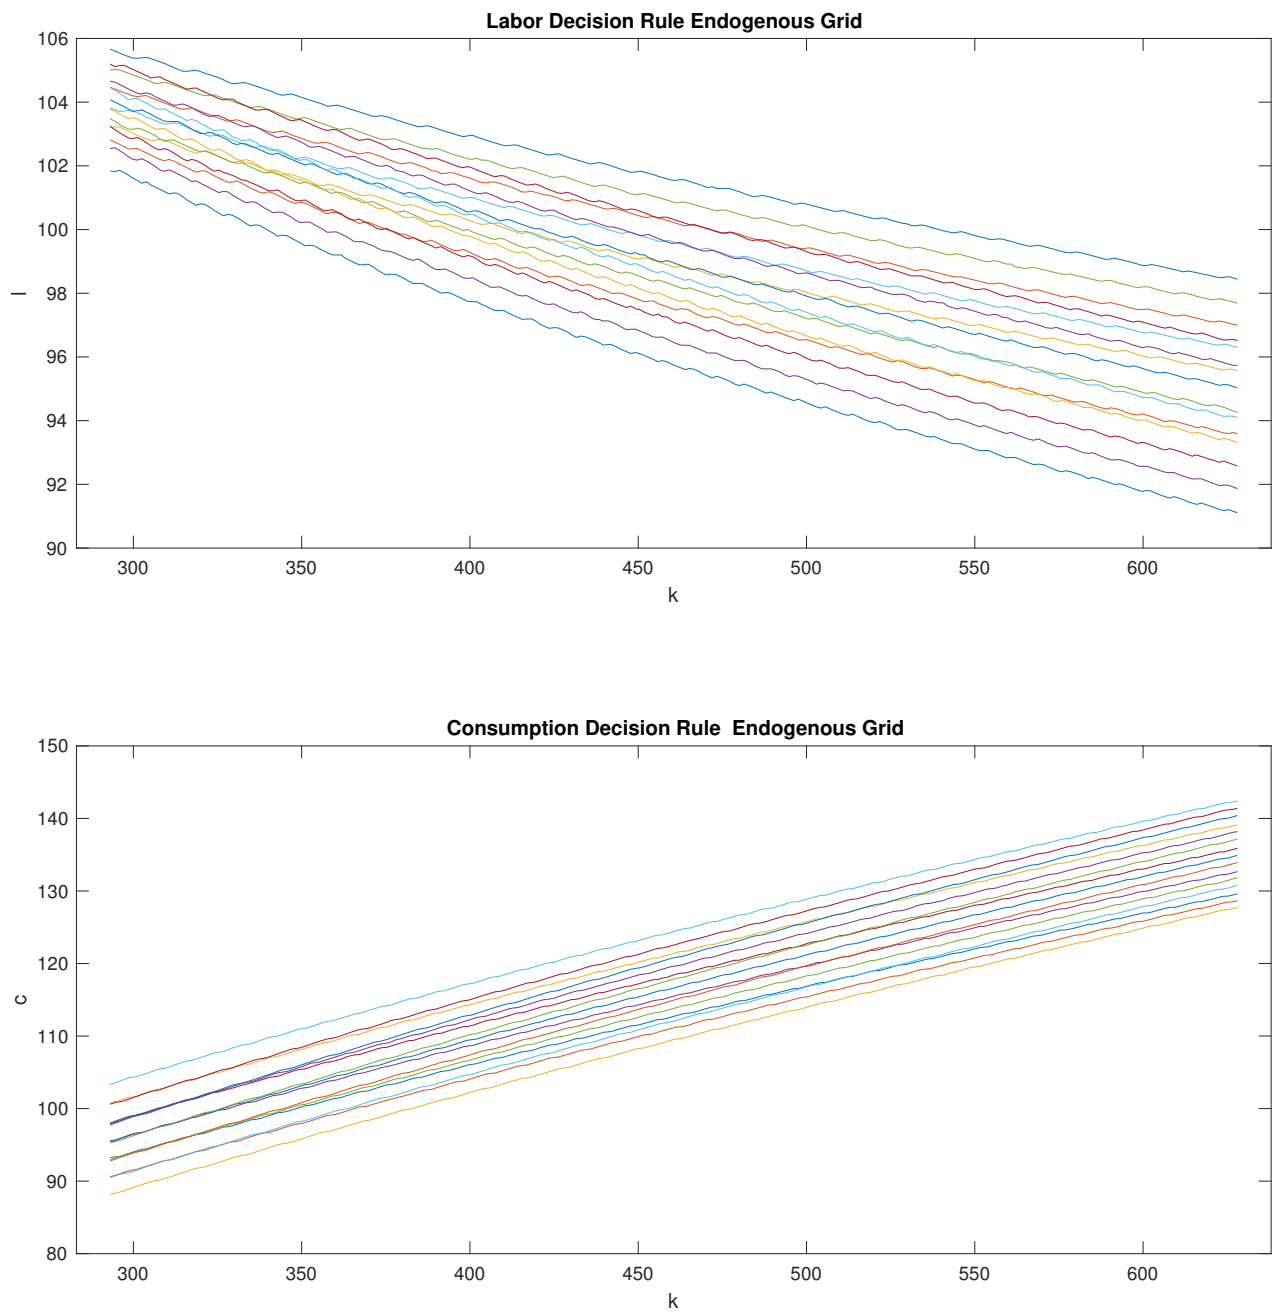 Labor Decision Rule Endogenous Grid
106
104
102
100
98
96
94
92
90
l
300 350 400 450 500 550 600
k
Consumption Decision Rule  Endogenous Grid
150
140
130
120
110
100
90
80
c
300 350 400 450 500 550 600
k